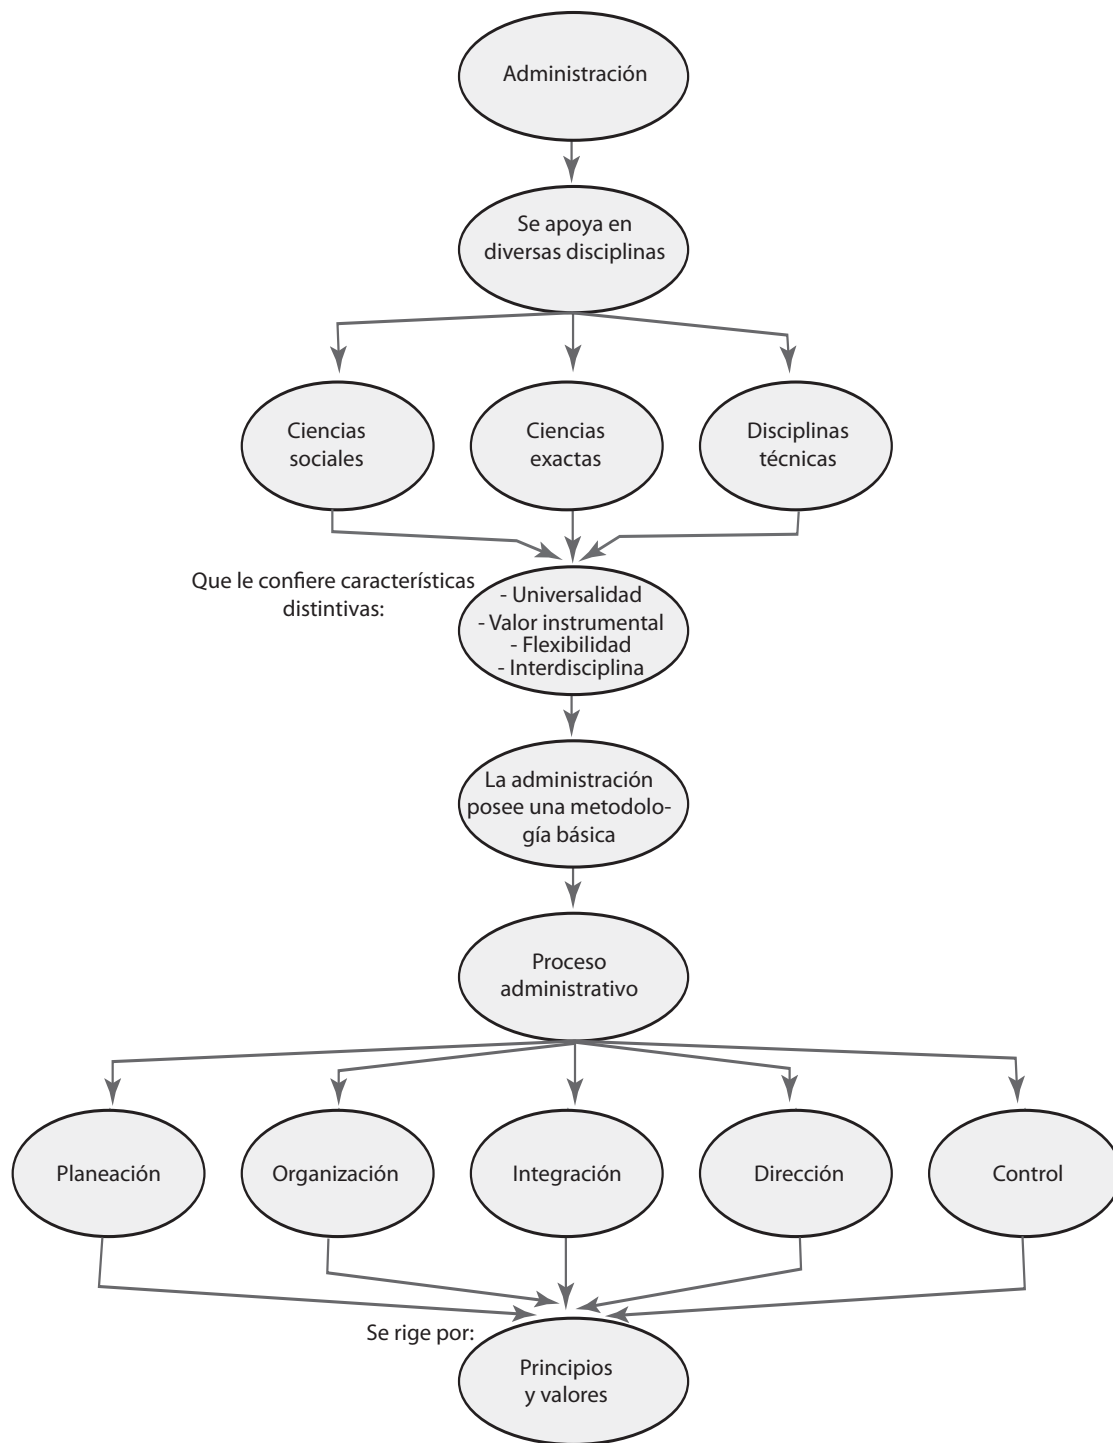 Administración
Se apoya en
diversas disciplinas
Ciencias
sociales
Ciencias
exactas
Disciplinas
técnicas
Que le confiere características
distintivas:
- Universalidad
- Valor instrumental
- Flexibilidad
- Interdisciplina
La administración
posee una metodolo-
gía básica
Proceso
administrativo
Planeación
Organización
Integración
Dirección
Control
Se rige por:
Principios
y valores